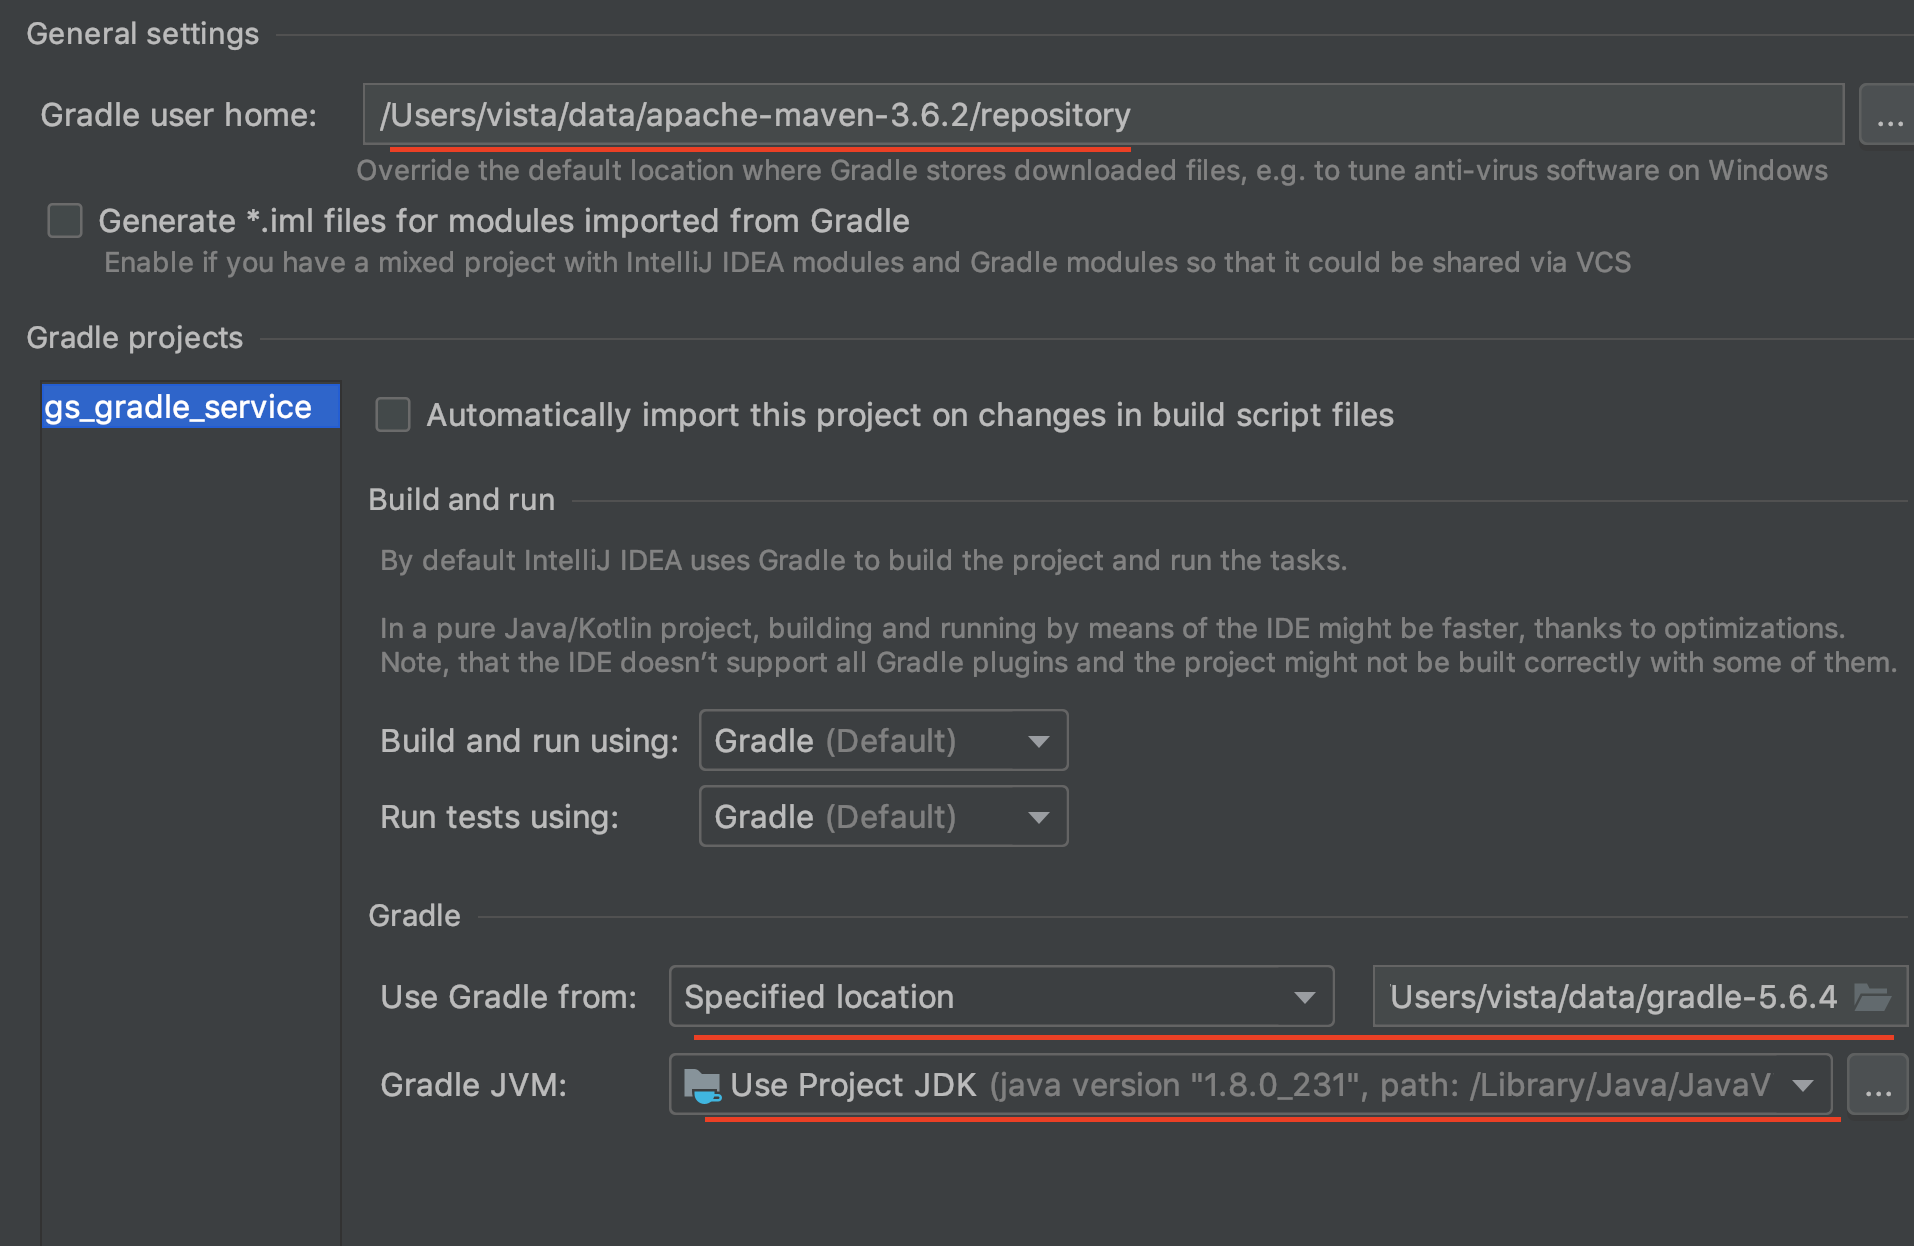 General settings
Gradle user home: /Users/vista/data/apache-maven-3.6.2/repository ...
Override the default location where Gradle stores downloaded files, e.g. to tune anti-virus software on Windows
Generate *.iml files for modules imported from Gradle
Enable if you have a mixed project with IntelliJ IDEA modules and Gradle modules so that it could be shared via VCS
Gradle projects
gs_gradle_service
Automatically import this project on changes in build script files
Build and run
By default IntelliJ IDEA uses Gradle to build the project and run the tasks.
In a pure Java/Kotlin project, building and running by means of the IDE might be faster, thanks to optimizations.
Note, that the IDE doesn’t support all Gradle plugins and the project might not be built correctly with some of them.
Build and run using: Gradle (Default)
Run tests using: Gradle (Default)
Gradle
Use Gradle from: Specified location Users/vista/data/gradle-5.6.4
Gradle JVM: Use Project JDK (java version "1.8.0_231", path: /Library/Java/JavaV ...